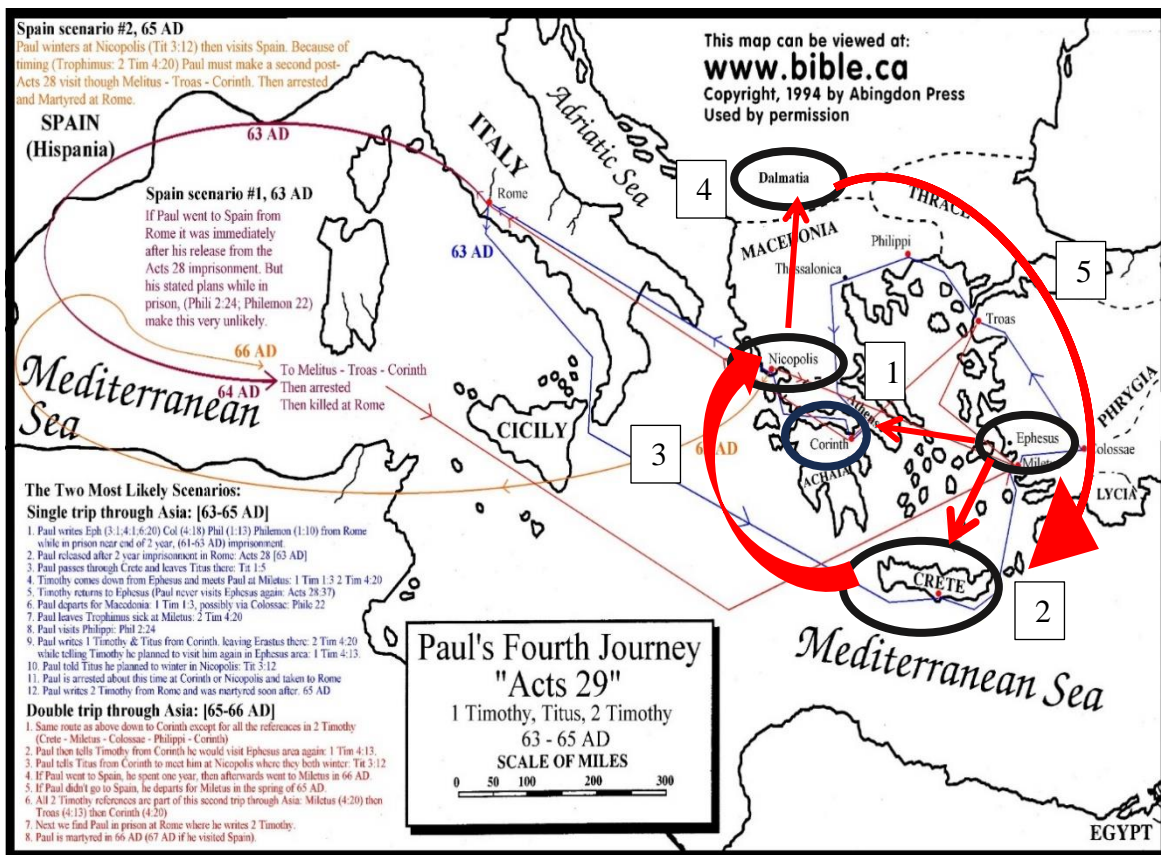 Spain scenario #2, 65 AD
Paul winters at Nicopolis (Tit 3:12) then visits Spain. Because of
timing (Trophimus: 2 Tim 4:20) Paul must make a second post-
Acts 28 visit though Melitus - Troas - Corinth. Then arrested
and Martyred at Rome.
This map can be viewed at:
www.bible.ca
Copyright, 1994 by Abingdon Press
Used by permission
SPAIN
(Hispania)
63 AD
ITALY
Adriatic Sea
Spain scenario #1, 63 AD
If Paul went to Spain from
Rome it was immediately
after his release from the
Acts 28 imprisonment. But
his stated plans while in
prison, (Phili 2:24; Philemon 22)
make this very unlikely.
Rome
63 AD
4
Dalmatia
THRACE
MACEDONIA
Philippi
Thessalonica
5
Troas
66 AD
64 AD
To Melitus - Troas - Corinth
Then arrested
Then killed at Rome
Mediterranean
Sea
CICILY
Nicopolis
1
Athens
PHRYGIA
3
Corinth
Ephesus
Colossae
ACHAIA
LYCIA
The Two Most Likely Scenarios:
Single trip through Asia: [63-65 AD]
1. Paul writes Eph (3:1;4:1;6:20) Col (4:18) Phil (1:13) Philemon (1:10) from Rome
while in prison near end of 2 year, (61-63 AD) imprisonment.
2. Paul released after 2 year imprisonment in Rome: Acts 28 [63 AD]
3. Paul passes through Crete and leaves Titus there: Tit 1:5
4. Timothy comes down from Ephesus and meets Paul at Miletus: 1 Tim 1:3 2 Tim 4:20
5. Timothy returns to Ephesus (Paul never visits Ephesus again: Acts 28:37)
6. Paul departs for Macedonia: 1 Tim 1:3, possibly via Colossae: Phile 22
7. Paul leaves Trophimus sick at Miletus: 2 Tim 4:20
8. Paul visits Philippi: Phil 2:24
9. Paul writes 1 Timothy & Titus from Corinth, leaving Erastus there: 2 Tim 4:20
while telling Timothy he planned to visit him again in Ephesus area: 1 Tim 4:13.
10. Paul told Titus he planned to winter in Nicopolis: Tit 3:12
11. Paul is arrested about this time at Corinth or Nicopolis and taken to Rome
12. Paul writes 2 Timothy from Rome and was martyred soon after. 65 AD
Double trip through Asia: [65-66 AD]
1. Same route as above down to Corinth except for all the references in 2 Timothy
(Crete - Miletus - Colossae - Philippi - Corinth)
2. Paul then tells Timothy from Corinth he would visit Ephesus area again: 1 Tim 4:13.
3. Paul tells Titus from Corinth to meet him at Nicopolis where they both winter: Tit 3:12
4. If Paul went to Spain, he spent one year, then afterwards went to Miletus in 66 AD.
5. If Paul didn't go to Spain, he departs for Miletus in the spring of 65 AD.
6. All 2 Timothy references are part of this second trip through Asia: Miletus (4:20) then
Troas (4:13) then Corinth (4:20)
7. Next we find Paul in prison at Rome where he writes 2 Timothy.
8. Paul is martyred in 66 AD (67 AD if he visited Spain).
CRETE
2
Mediterranean Sea
Paul's Fourth Journey
"Acts 29"
1 Timothy, Titus, 2 Timothy
63 - 65 AD
SCALE OF MILES
0 50 100 200 300
EGYPT